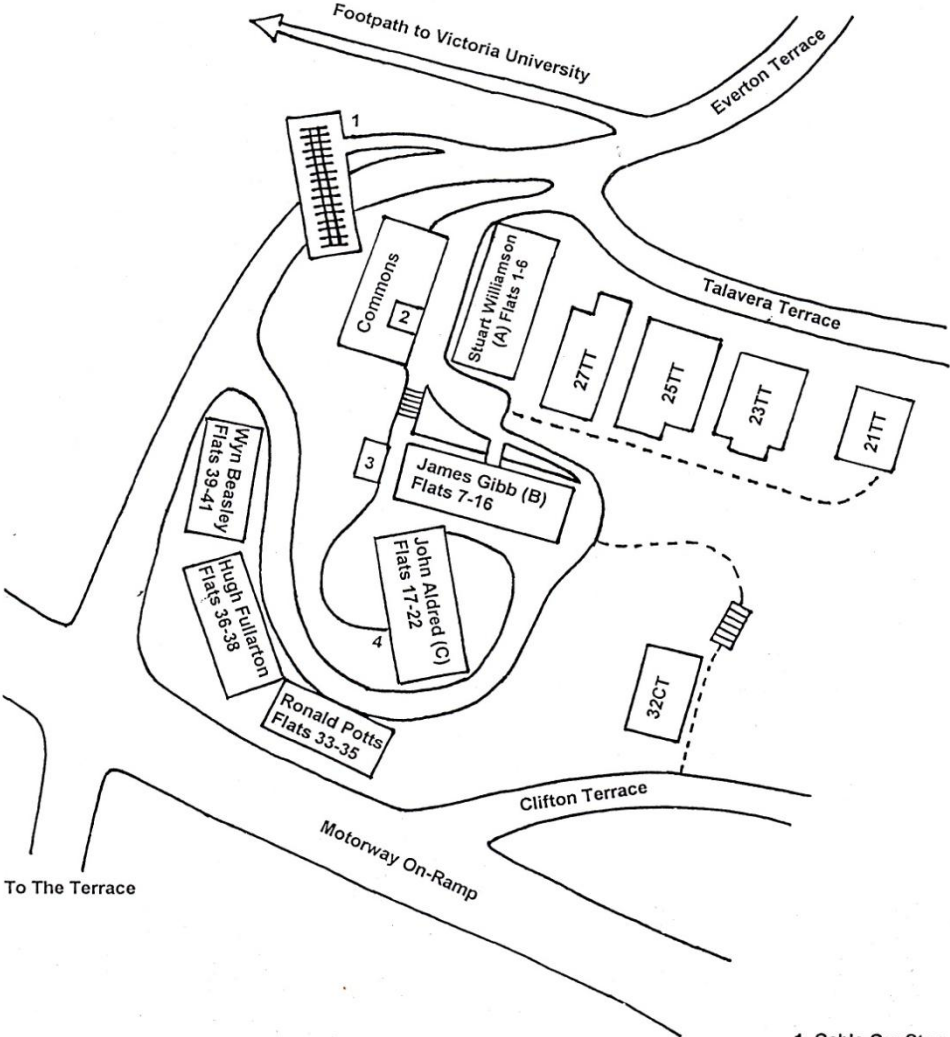 Footpath to Victoria University
Everton Terrace
1
Commons
2
Stuart Williamson
(A) Flats 1-6
Talavera Terrace
27TT
25TT
23TT
21TT
Wyn Beasley
Flats 39-41
3
James Gibb (B)
Flats 7-16
John Aldred (C)
Flats 17-22
Hugh Fullarton
Flats 36-38
4
Ronald Potts
Flats 33-35
32CT
Clifton Terrace
Motorway On-Ramp
To The Terrace